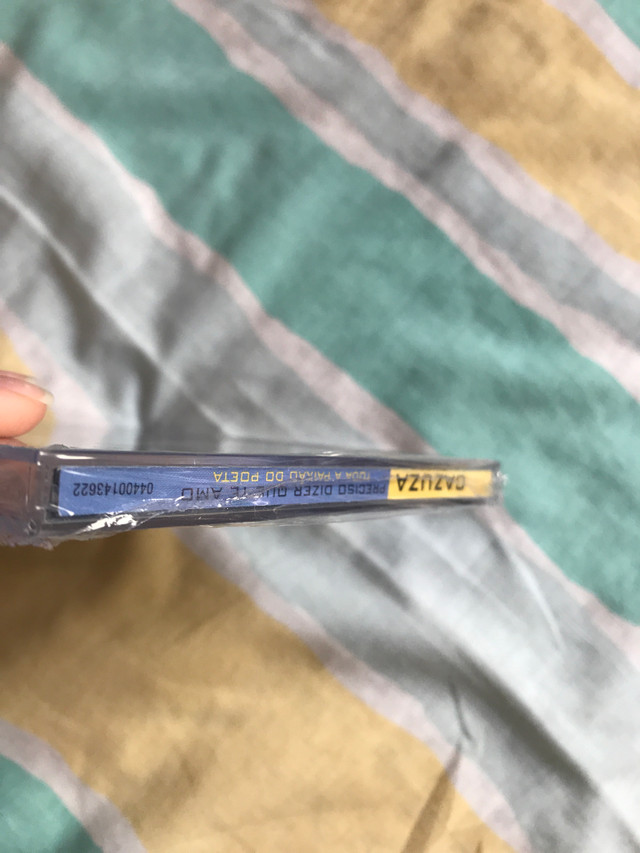 CAZUZA
PRECISO DIZER QUE TE AMO
TODA A PAIXÃO DO POETA
04400143622